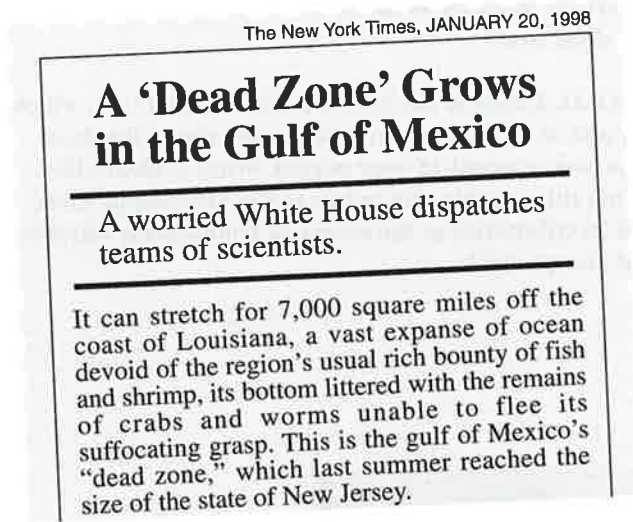 The New York Times, JANUARY 20, 1998
A ‘Dead Zone’ Grows
in the Gulf of Mexico
A worried White House dispatches
teams of scientists.
It can stretch for 7,000 square miles off the
coast of Louisiana, a vast expanse of ocean
devoid of the region’s usual rich bounty of fish
and shrimp, its bottom littered with the remains
of crabs and worms unable to flee its
suffocating grasp. This is the gulf of Mexico’s
“dead zone,” which last summer reached the
size of the state of New Jersey.